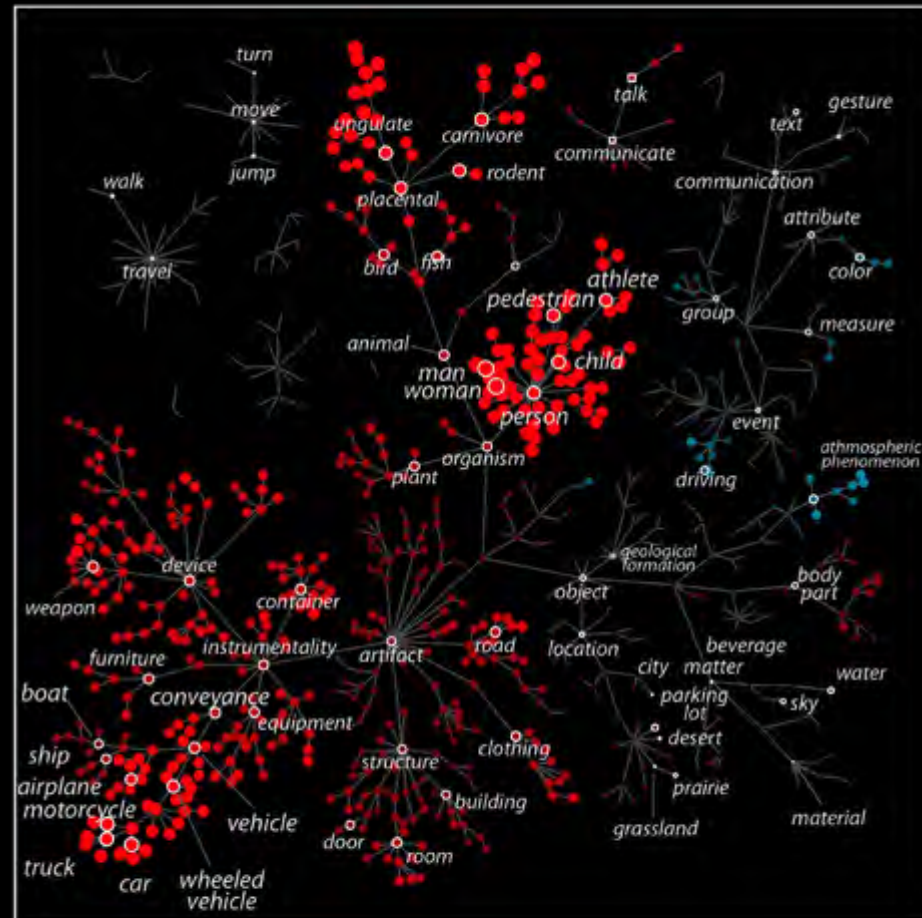 turn
move
jump
walk
travel
ungulate
carnivore
rodent
placental
bird
fish
talk
communicate
text
gesture
communication
attribute
color
group
measure
event
athmospheric
phenomenon
driving
athlete
pedestrian
animal
man
child
woman
person
organism
plant
geological
formation
object
body
part
device
weapon
container
instrumentality
artifact
road
location
furniture
boat
conveyance
equipment
ship
airplane
motorcycle
vehicle
truck
car
wheeled
vehicle
structure
clothing
building
door
room
beverage
city
matter
water
parking
lot
sky
desert
prairie
grassland
material